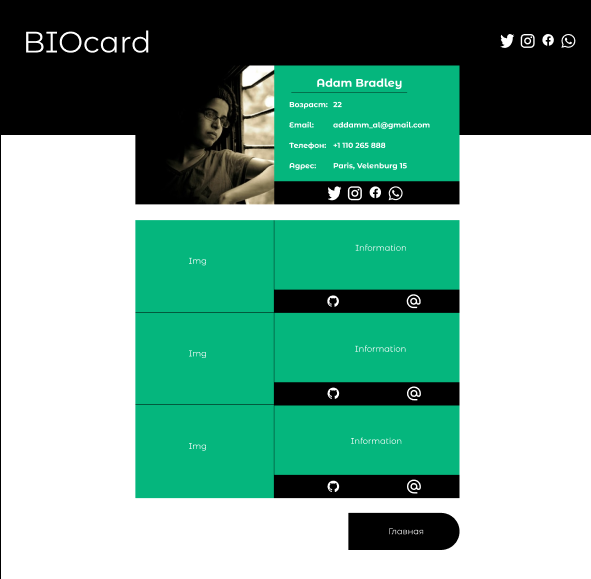 BIOcard
Adam Bradley
Возраст: 22
Email: addamm_al@gmail.com
Телефон: +1 110 265 888
Адрес: Paris, Velenburg 15
Img
Information
Img
Information
Img
Information
Главная